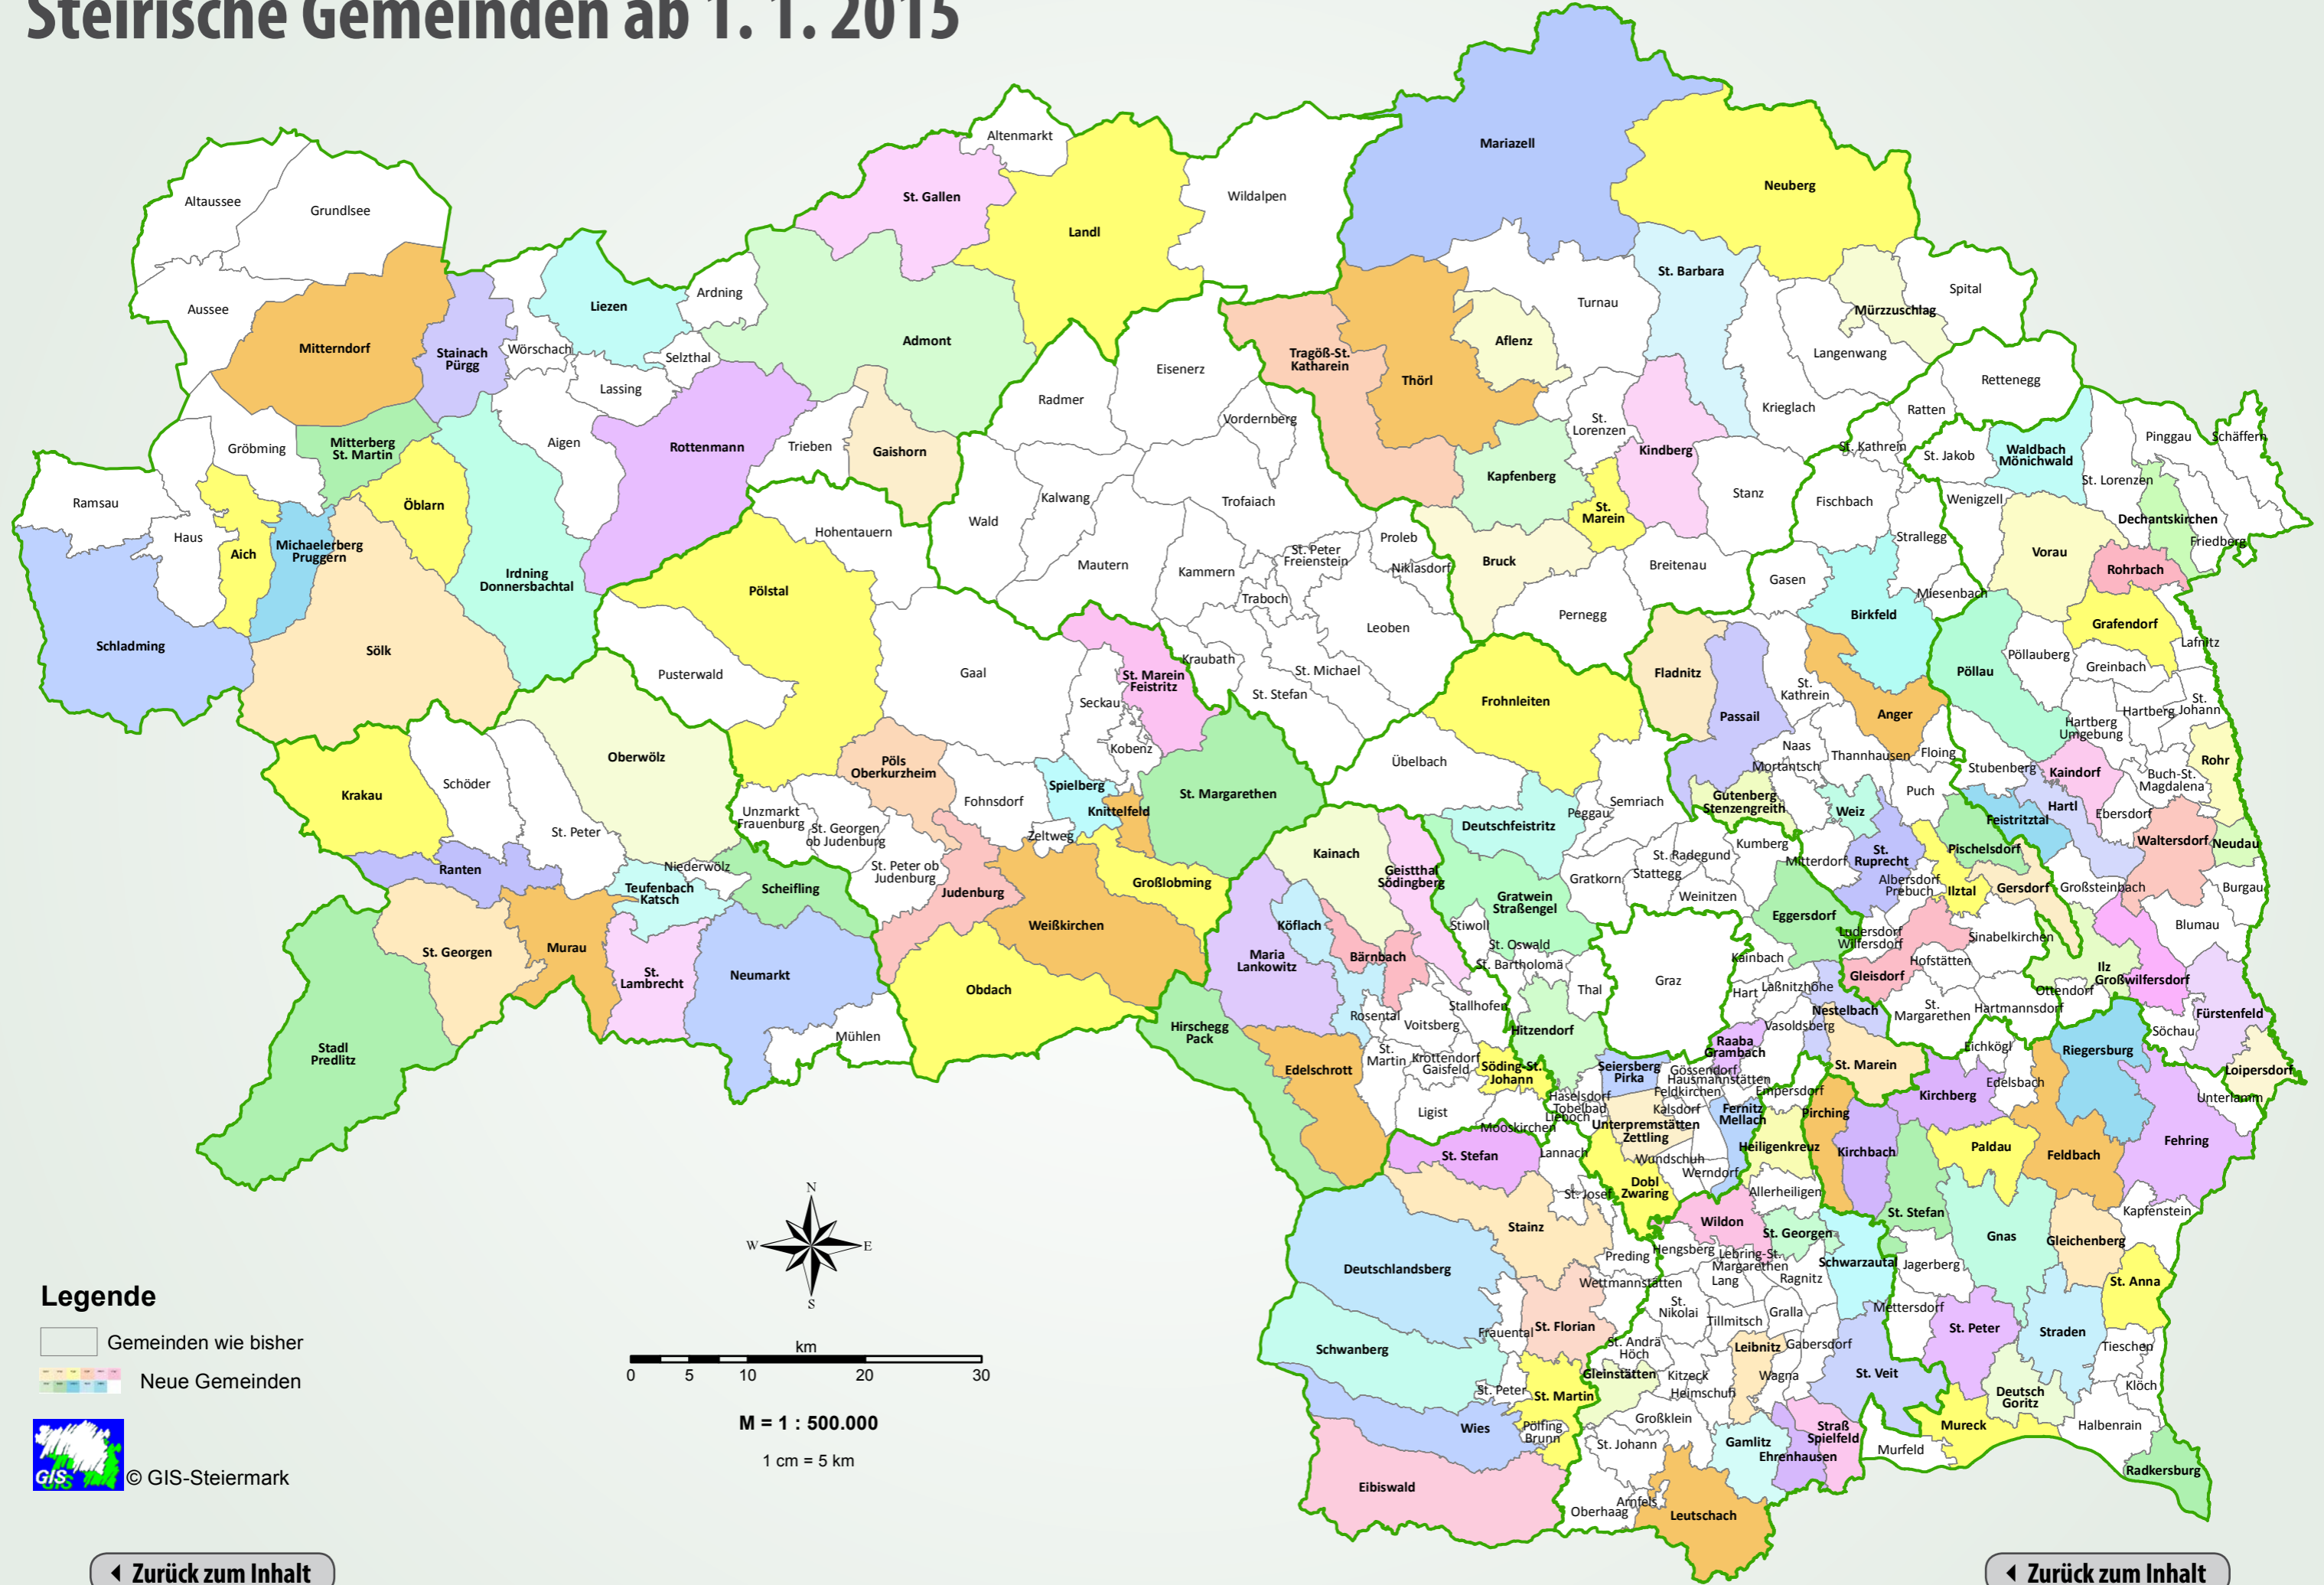 Steirische Gemeinden ab 1. 1. 2015
Mariazell
Altenmarkt
Neuberg
St. Gallen
Wildalpen
Altaussee
Grundlsee
Landl
St. Barbara
Spital
Ardning
Turnau
Liezen
Aussee
Mürzzuschlag
Admont
Aflenz
Mitterndorf
Wörschach
Stainach
Pürgg
Selzthal
Langenwang
Tragöß-St.
Katharein
Eisenerz
Thörl
Rettenegg
Lassing
Radmer
Krieglach
Ratten
Vordernberg
St.
Lorenzen
Pinggau
Schäffern
Aigen
Mitterberg
St. Martin
Rottenmann
Trieben
Gaishorn
St. Kathrein
Gröbming
Kindberg
St. Jakob
Waldbach
Mönichwald
Kapfenberg
St. Lorenzen
Stanz
Ramsau
Öblarn
Kalwang
Trofaiach
Wenigzell
Fischbach
St.
Marein
Wald
Dechantskirchen
Hohentauern
Haus
Proleb
Strallegg
Friedberg
Michaelerberg
Pruggern
Aich
St. Peter
Freienstein
Vorau
Bruck
Mautern
Niklasdorf
Breitenau
Rohrbach
Kammern
Irdning
Donnersbachtal
Gasen
Pölstal
Traboch
Miesenbach
Pernegg
Birkfeld
Grafendorf
Leoben
Lafnitz
Schladming
Sölk
Pöllauberg
Kraubath
Greinbach
St. Michael
Pöllau
Gaal
Pusterwald
Fladnitz
St. Marein
Feistritz
St.
Kathrein
St. Stefan
Frohnleiten
Seckau
St.
Johann
Hartberg
Anger
Passail
Hartberg
Umgebung
Kobenz
Naas
Floing
Thannhausen
Oberwölz
Pöls
Oberkurzheim
Übelbach
Rohr
Mortantsch
Stubenberg
Kaindorf
Buch-St.
Magdalena
Schöder
Spielberg
Krakau
St. Margarethen
Puch
Fohnsdorf
Semriach
Gutenberg
Stenzengreith
Hartl
Knittelfeld
Weiz
Peggau
Ebersdorf
Unzmarkt
Frauenburg
Feistritztal
Deutschfeistritz
St. Peter
St. Georgen
ob Judenburg
Zeltweg
Kumberg
Waltersdorf
Neudau
Pischelsdorf
Kainach
St. Radegund
St.
Ruprecht
Mitterdorf
Niederwölz
Ranten
St. Peter ob
Judenburg
Geistthal
Södingberg
Stattegg
Gratkorn
Albersdorf
Prebuch
Großsteinbach
Burgau
Scheifling
Großlobming
Teufenbach
Katsch
Judenburg
Ilztal
Gersdorf
Weinitzen
Gratwein
Straßengel
Eggersdorf
Weißkirchen
Köflach
Stiwoll
Blumau
Ludersdorf
Wilfersdorf
Sinabelkirchen
St. Oswald
Murau
St. Georgen
Bärnbach
Kainbach
Maria
Lankowitz
St. Bartholomä
Hofstätten
Ilz
Großwilfersdorf
St.
Lambrecht
Neumarkt
Gleisdorf
Graz
Obdach
Thal
Hart
Laßnitzhöhe
Ottendorf
Stallhofen
St.
Margarethen
Hartmannsdorf
Nestelbach
Fürstenfeld
Rosental
Voitsberg
Vasoldsberg
Hirschegg
Pack
Hitzendorf
Söchau
Mühlen
Raaba
Grambach
Eichkögl
Riegersburg
Stadl
Predlitz
St.
Martin
Krottendorf
Gaisfeld
St. Marein
Edelschrott
Söding-St.
Johann
Seiersberg
Pirka
Gössendorf
Loipersdorf
Hausmannstätten
Edelsbach
Feldkirchen
Empersdorf
Kirchberg
Unterlamm
Haselsdorf
Tobelbad
Kalsdorf
Fernitz
Mellach
Pirching
Ligist
Lieboch
Mooskirchen
Unterpremstätten
Zettling
Fehring
Heiligenkreuz
Paldau
Kirchbach
Feldbach
St. Stefan
Lannach
Wundschuh
Werndorf
Dobl
Zwaring
St. Josef
Allerheiligen
N
W
E
S
Kapfenstein
St. Stefan
Wildon
Stainz
St. Georgen
Gnas
Gleichenberg
Hengsberg
Lebring-St.
Margarethen
Preding
Deutschlandsberg
Schwarzautal
Jagerberg
Wettmannstätten
Lang
Ragnitz
St. Anna
St.
Nikolai
Mettersdorf
Gralla
Tillmitsch
Legende
Gemeinden wie bisher
Neue Gemeinden
Frauental
St. Florian
St. Peter
Straden
St. Andrä
Höch
Leibnitz
Gabersdorf
Tieschen
Schwanberg
km
0 5 10 20 30
Gleinstätten
Kitzeck
Wagna
St. Veit
Klöch
St. Peter
St. Martin
Heimschuh
Deutsch
Goritz
M = 1 : 500.000
Großklein
Straß
Spielfeld
Mureck
Halbenrain
Wies
Pölfing
Brunn
St. Johann
Gamlitz
Murfeld
1 cm = 5 km
Ehrenhausen
Radkersburg
GIS
© GIS-Steiermark
Eibiswald
Arnfels
Oberhaag
Leutschach
Zurück zum Inhalt
Zurück zum Inhalt